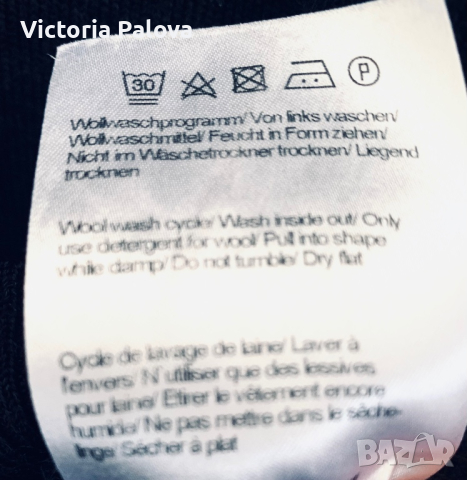 Victoria Palova
30
P
Wollwaschprogramm/ Von links waschen/
Wollwaschmittel/ Feucht in Form ziehen/
Nicht im Wäschetrockner trocknen/ Liegend
trocknen
Wool wash cycle/ Wash inside out/ Only
use detergent for wool/ Pull into shape
while damp/ Do not tumble/ Dry flat
Cycle de lavage de laine/ Laver à
l'envers/ N'utiliser que des lessives
pour laine/ Etirer le vêtement encore
humide/ Ne pas mettre dans le sèche-
linge/ Sécher à plat
BAZAR